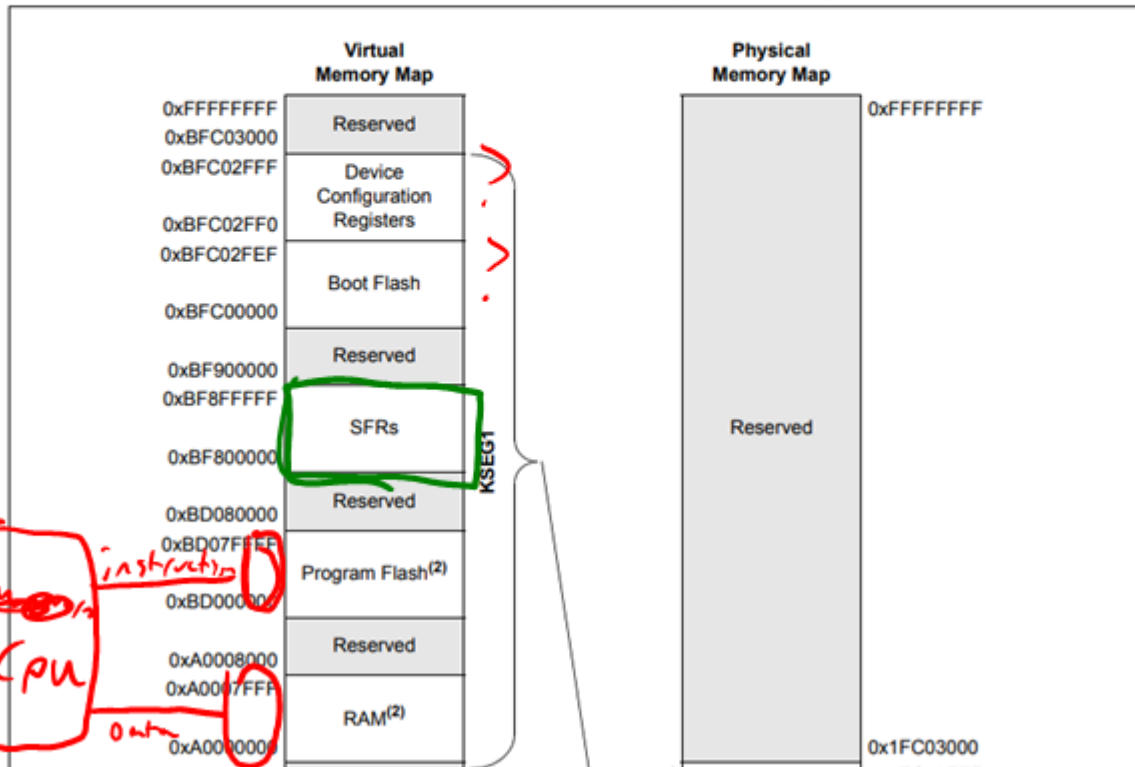 Virtual
Memory Map
Physical
Memory Map
0xFFFFFFFF
Reserved
0xFFFFFFFF
0xBFC03000
0xBFC02FFF
Device
Configuration
Registers
0xBFC02FF0
0xBFC02FEF
Boot Flash
0xBFC00000
Reserved
0xBF900000
0xBF8FFFFF
SFRs
Reserved
0xBF800000
KSEG1
Reserved
0xBD080000
0xBD07FFFF
instruction
Program Flash(2)
Reserved
0xA0008000
CPU
0xA0007FFF
RAM(2)
Data
0xA0000000
0x1FC03000